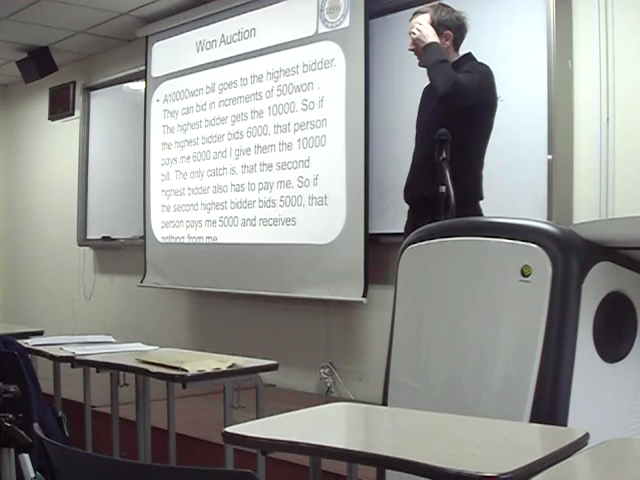 Won Auction
• A10000won bill goes to the highest bidder.
They can bid in increments of 500won .
The highest bidder gets the 10000. So if
the highest bidder bids 6000, that person
pays me 6000 and I give them the 10000
bill. The only catch is, that the second
highest bidder also has to pay me. So if
the second highest bidder bids 5000, that
person pays me 5000 and receives
nothing from me